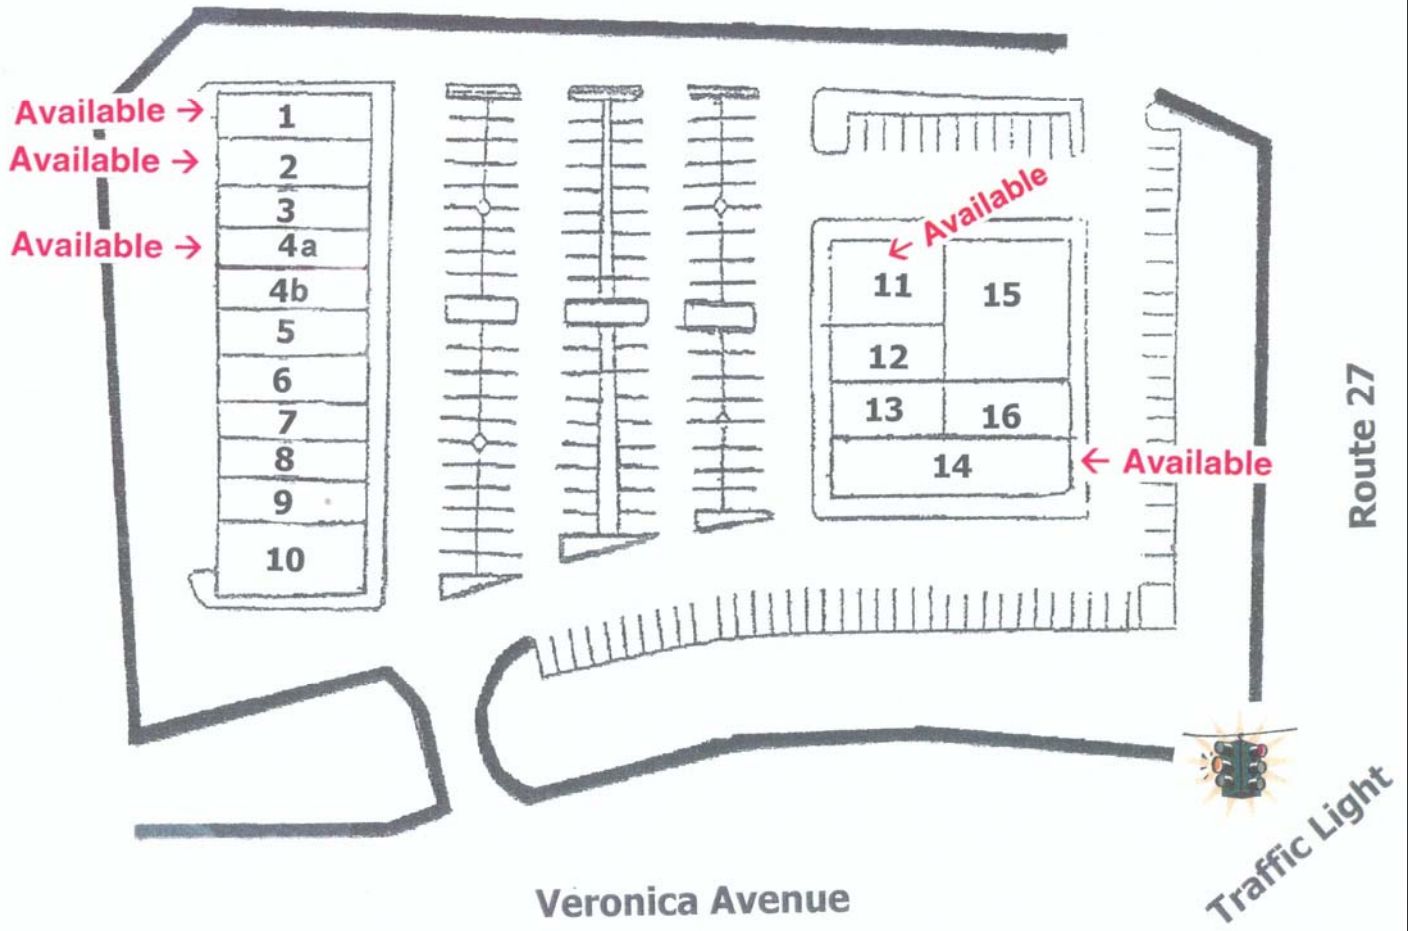 Available →
Available →
Available →
1
2
3
4a
4b
5
6
7
8
9
10
← Available
11
15
12
13
16
14
← Available
Route 27
Traffic Light
Veronica Avenue